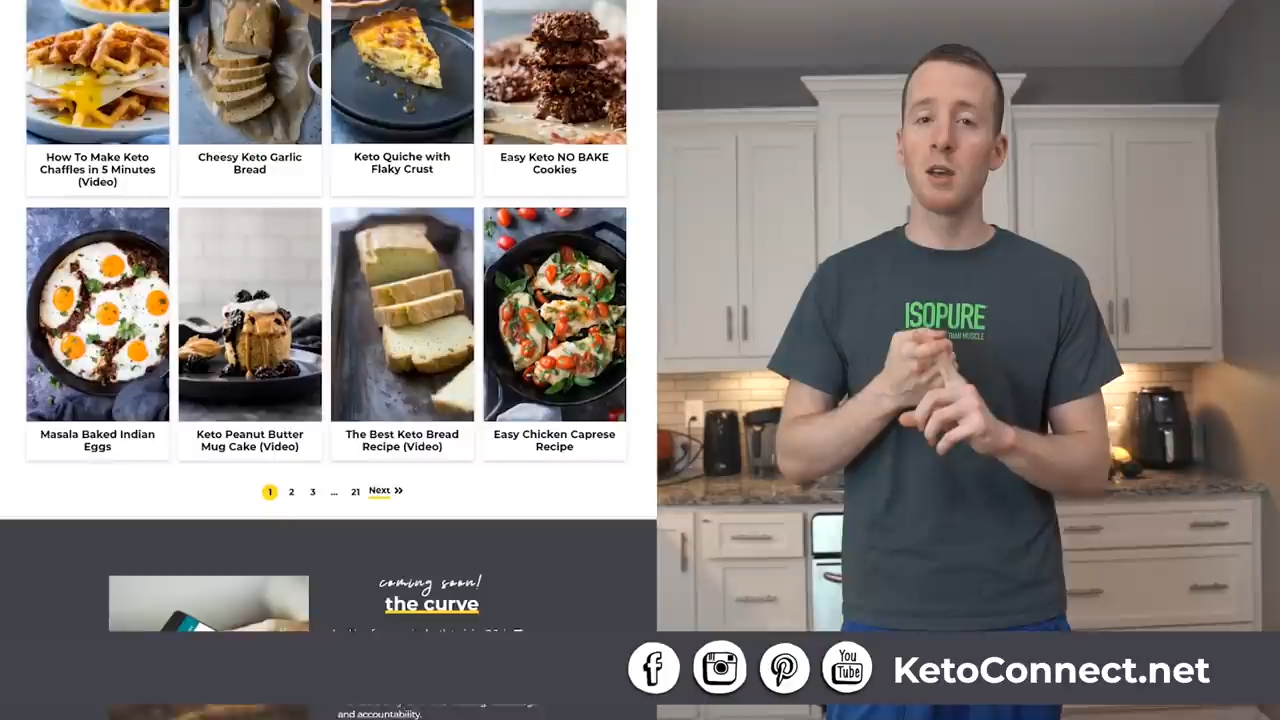 How To Make Keto
Chaffles in 5 Minutes
(Video)
Cheesy Keto Garlic
Bread
Keto Quiche with
Flaky Crust
Easy Keto NO BAKE
Cookies
Masala Baked Indian
Eggs
Keto Peanut Butter
Mug Cake (Video)
The Best Keto Bread
Recipe (Video)
Easy Chicken Caprese
Recipe
1 2 3 ... 21 Next »
coming soon!
the curve
and accountability.
ISOPURE
MUSCLE
You
Tube
KetoConnect.net